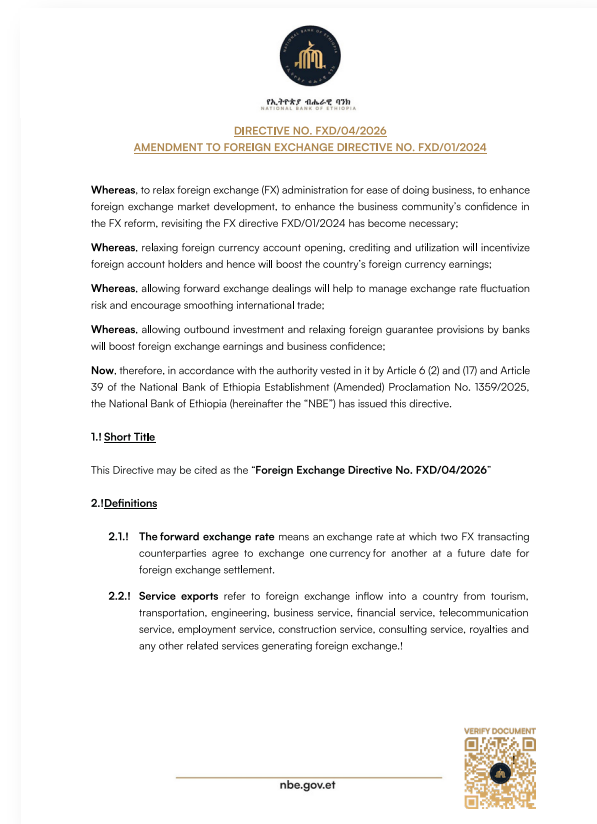 NATIONAL BANK OF ETHIOPIA
የኢትዮጵያ ብሔራዊ ባንክ
NATIONAL BANK OF ETHIOPIA
DIRECTIVE NO. FXD/04/2026
AMENDMENT TO FOREIGN EXCHANGE DIRECTIVE NO. FXD/01/2024
Whereas, to relax foreign exchange (FX) administration for ease of doing business, to enhance
foreign exchange market development, to enhance the business community's confidence in
the FX reform, revisiting the FX directive FXD/01/2024 has become necessary;
Whereas, relaxing foreign currency account opening, crediting and utilization will incentivize
foreign account holders and hence will boost the country's foreign currency earnings;
Whereas, allowing forward exchange dealings will help to manage exchange rate fluctuation
risk and encourage smoothing international trade;
Whereas, allowing outbound investment and relaxing foreign guarantee provisions by banks
will boost foreign exchange earnings and business confidence;
Now, therefore, in accordance with the authority vested in it by Article 6 (2) and (17) and Article
39 of the National Bank of Ethiopia Establishment (Amended) Proclamation No. 1359/2025,
the National Bank of Ethiopia (hereinafter the "NBE") has issued this directive.
1.! Short Title
This Directive may be cited as the "Foreign Exchange Directive No. FXD/04/2026"
2.!Definitions
2.1.! The forward exchange rate means an exchange rate at which two FX transacting
counterparties agree to exchange one currency for another at a future date for
foreign exchange settlement.
2.2.! Service exports refer to foreign exchange inflow into a country from tourism,
transportation, engineering, business service, financial service, telecommunication
service, employment service, construction service, consulting service, royalties and
any other related services generating foreign exchange.!
VERIFY DOCUMENT
nbe.gov.et